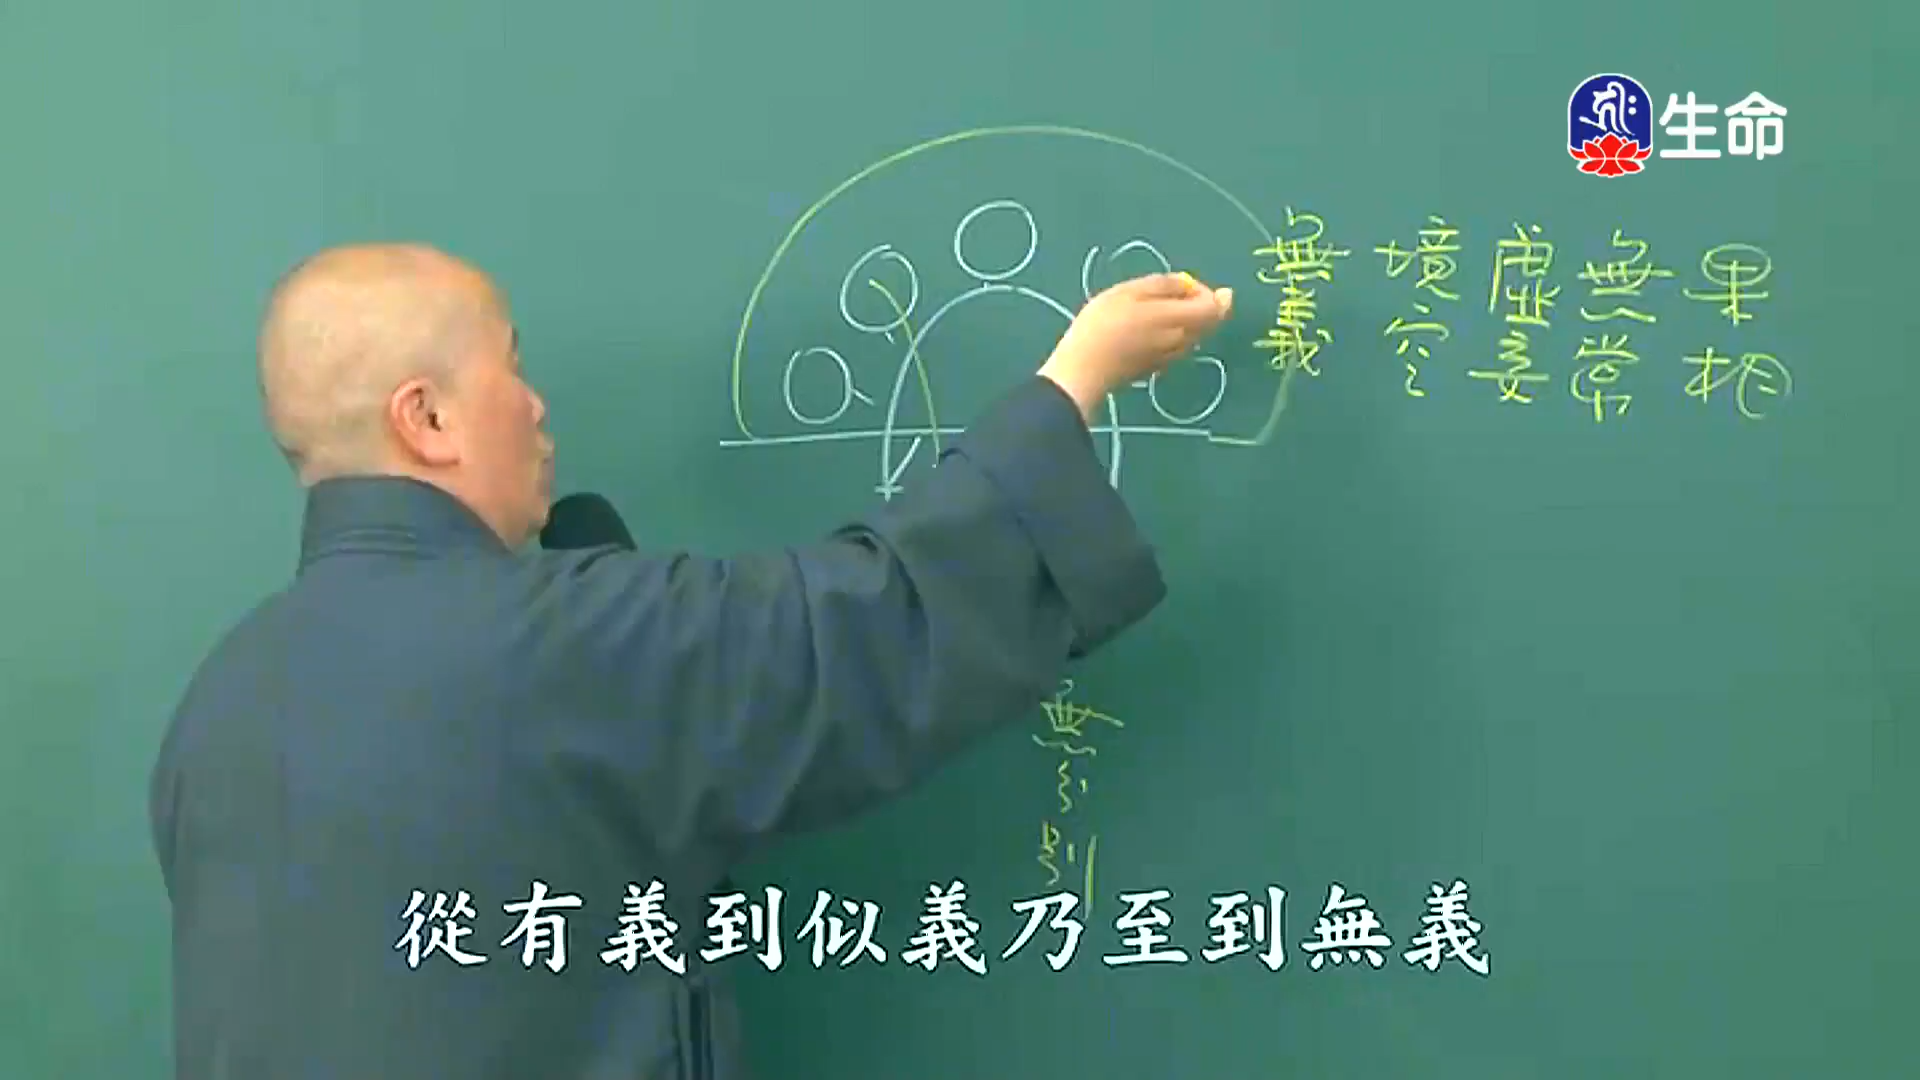 生命
果相
無常
虛妄
境空
無義
無分別
從有義到似義乃至到無義